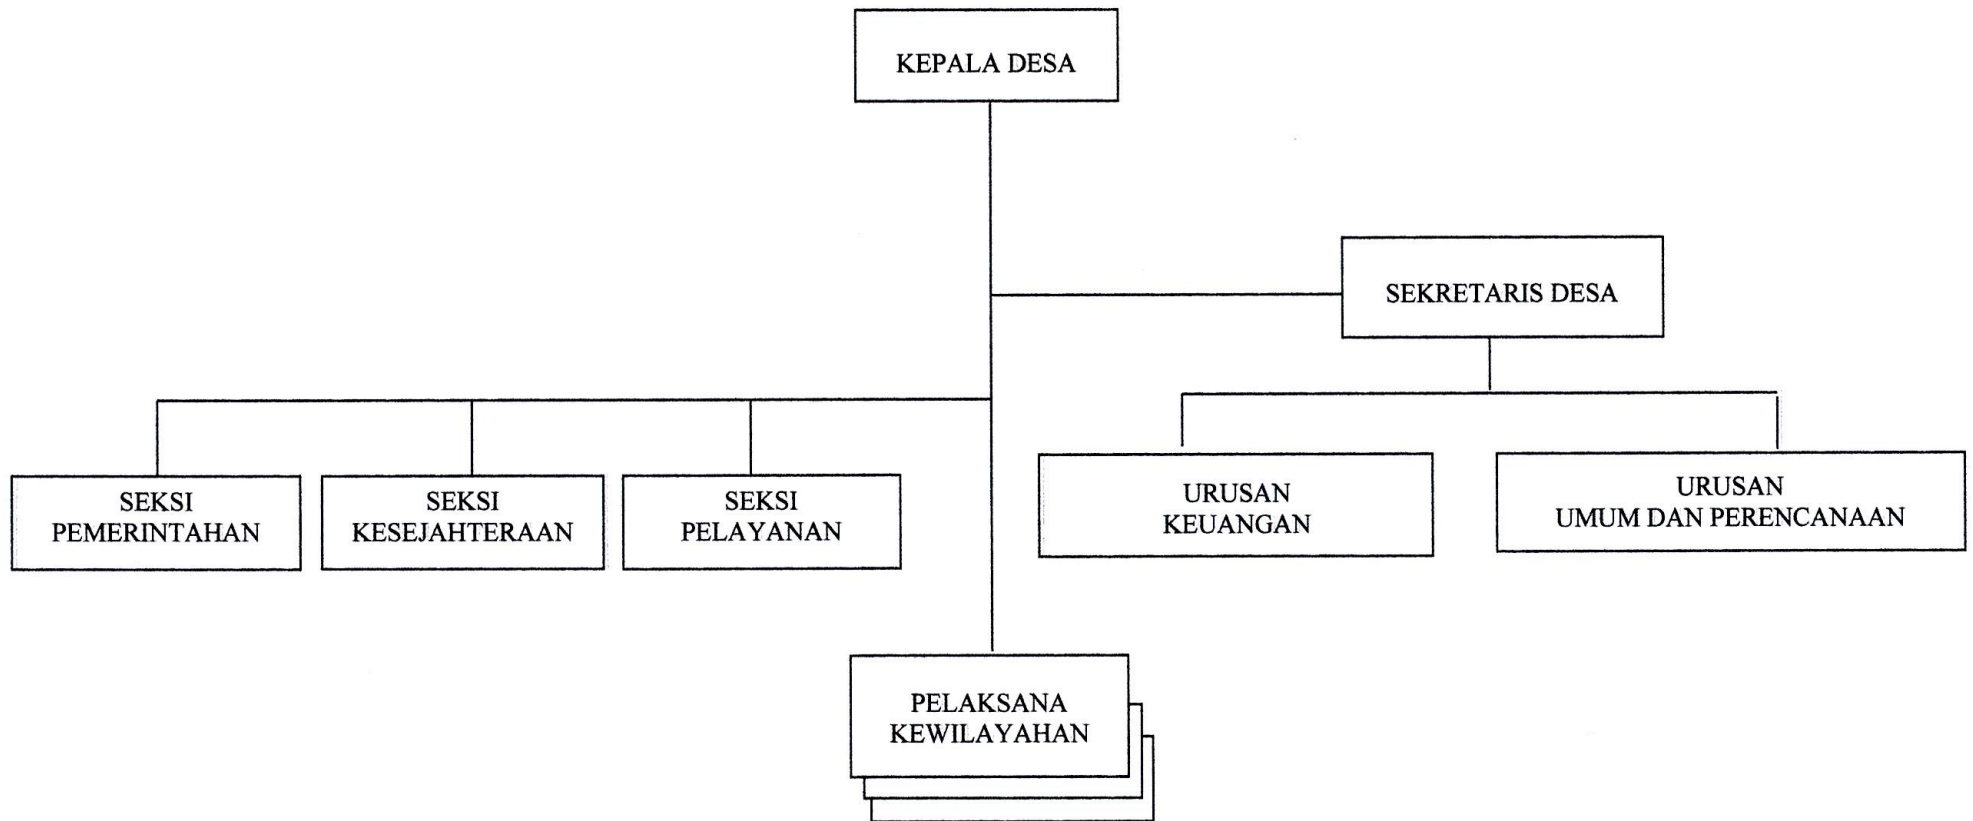 KEPALA DESA
SEKRETARIS DESA
SEKSI
PEMERINTAHAN
SEKSI
KESEJAHTERAAN
SEKSI
PELAYANAN
URUSAN
KEUANGAN
URUSAN
UMUM DAN PERENCANAAN
PELAKSANA
KEWILAYAHAN